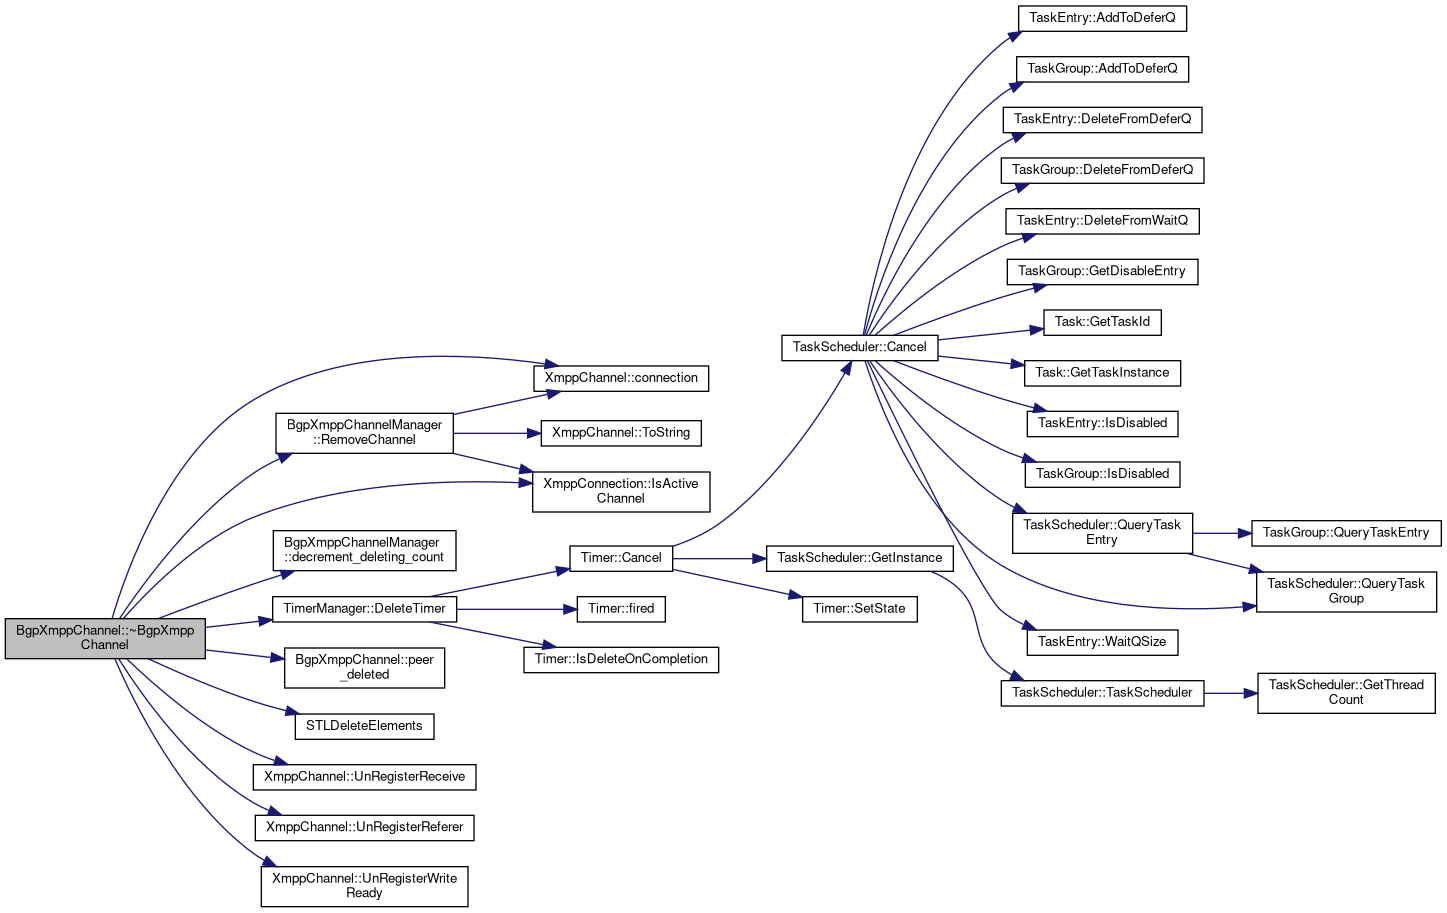 BgpXmppChannel::~BgpXmpp
Channel
XmppChannel::connection
BgpXmppChannelManager
::RemoveChannel
XmppChannel::ToString
XmppConnection::IsActive
Channel
BgpXmppChannelManager
::decrement_deleting_count
TimerManager::DeleteTimer
BgpXmppChannel::peer
_deleted
STLDeleteElements
XmppChannel::UnRegisterReceive
XmppChannel::UnRegisterReferer
XmppChannel::UnRegisterWrite
Ready
Timer::Cancel
Timer::fired
Timer::IsDeleteOnCompletion
TaskScheduler::Cancel
TaskScheduler::GetInstance
Timer::SetState
TaskEntry::AddToDeferQ
TaskGroup::AddToDeferQ
TaskEntry::DeleteFromDeferQ
TaskGroup::DeleteFromDeferQ
TaskEntry::DeleteFromWaitQ
TaskGroup::GetDisableEntry
Task::GetTaskId
Task::GetTaskInstance
TaskEntry::IsDisabled
TaskGroup::IsDisabled
TaskScheduler::QueryTask
Entry
TaskEntry::WaitQSize
TaskScheduler::TaskScheduler
TaskGroup::QueryTaskEntry
TaskScheduler::QueryTask
Group
TaskScheduler::GetThread
Count